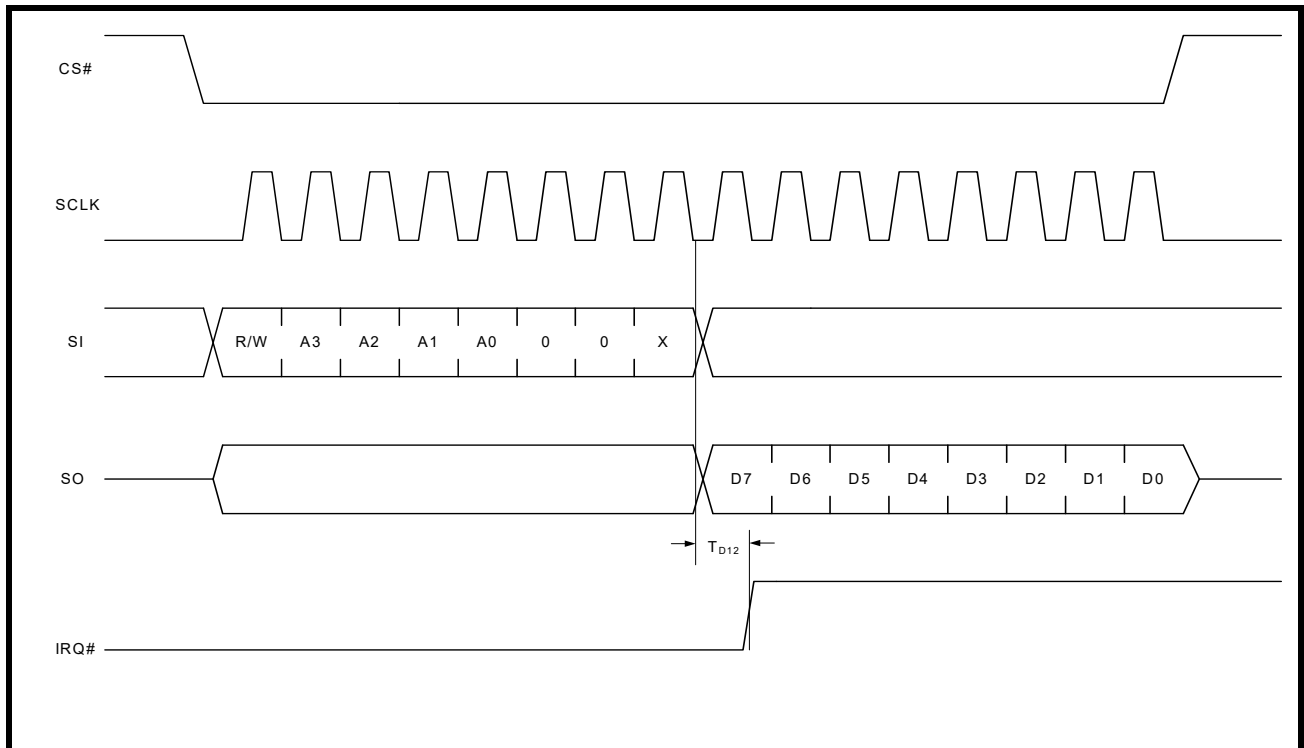 CS#
SCLK
SI R/W A3 A2 A1 A0 0 0 X
SO D7 D6 D5 D4 D3 D2 D1 D0
TD12
IRQ#